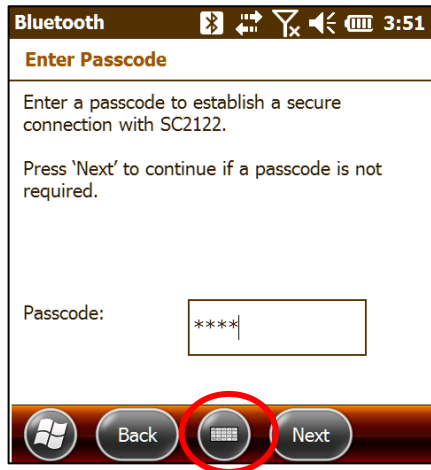 Bluetooth 3:51
Enter Passcode
Enter a passcode to establish a secure
connection with SC2122.
Press ‘Next’ to continue if a passcode is not
required.
Passcode:
****
Back Next